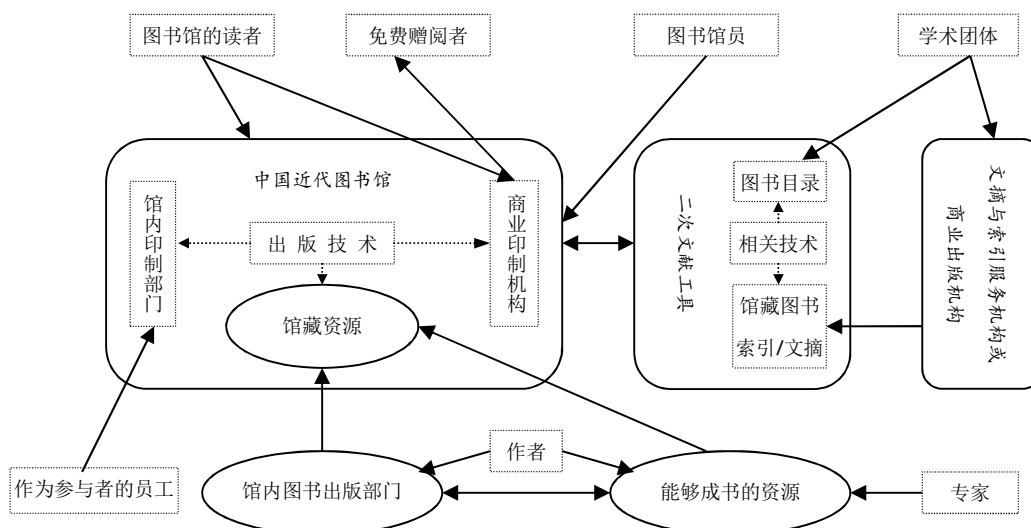 图书馆的读者
免费赠阅者
图书馆员
学术团体
中国近代图书馆
馆内印制部门
出版技术
商业印制机构
馆藏资源
二次文献工具
图书目录
相关技术
馆藏图书
索引/文摘
文摘与索引服务机构或
商业出版机构
作为参与者的员工
馆内图书出版部门
作者
能够成书的资源
专家